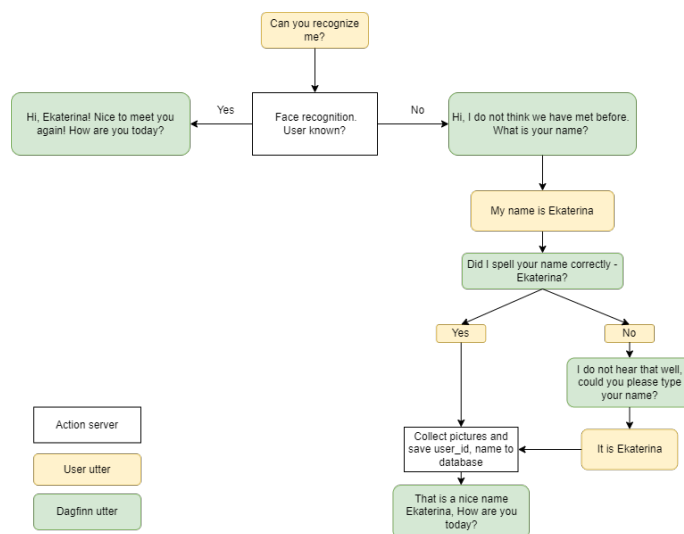 Can you recognize
me?
Hi, Ekaterina! Nice to meet you
again! How are you today?
Yes
Face recognition.
User known?
No
Hi, I do not think we have met before.
What is your name?
My name is Ekaterina
Did I spell your name correctly -
Ekaterina?
Yes
No
I do not hear that well,
could you please type
your name?
It is Ekaterina
Collect pictures and
save user_id, name to
database
That is a nice name
Ekaterina, How are you
today?
Action server
User utter
Dagfinn utter